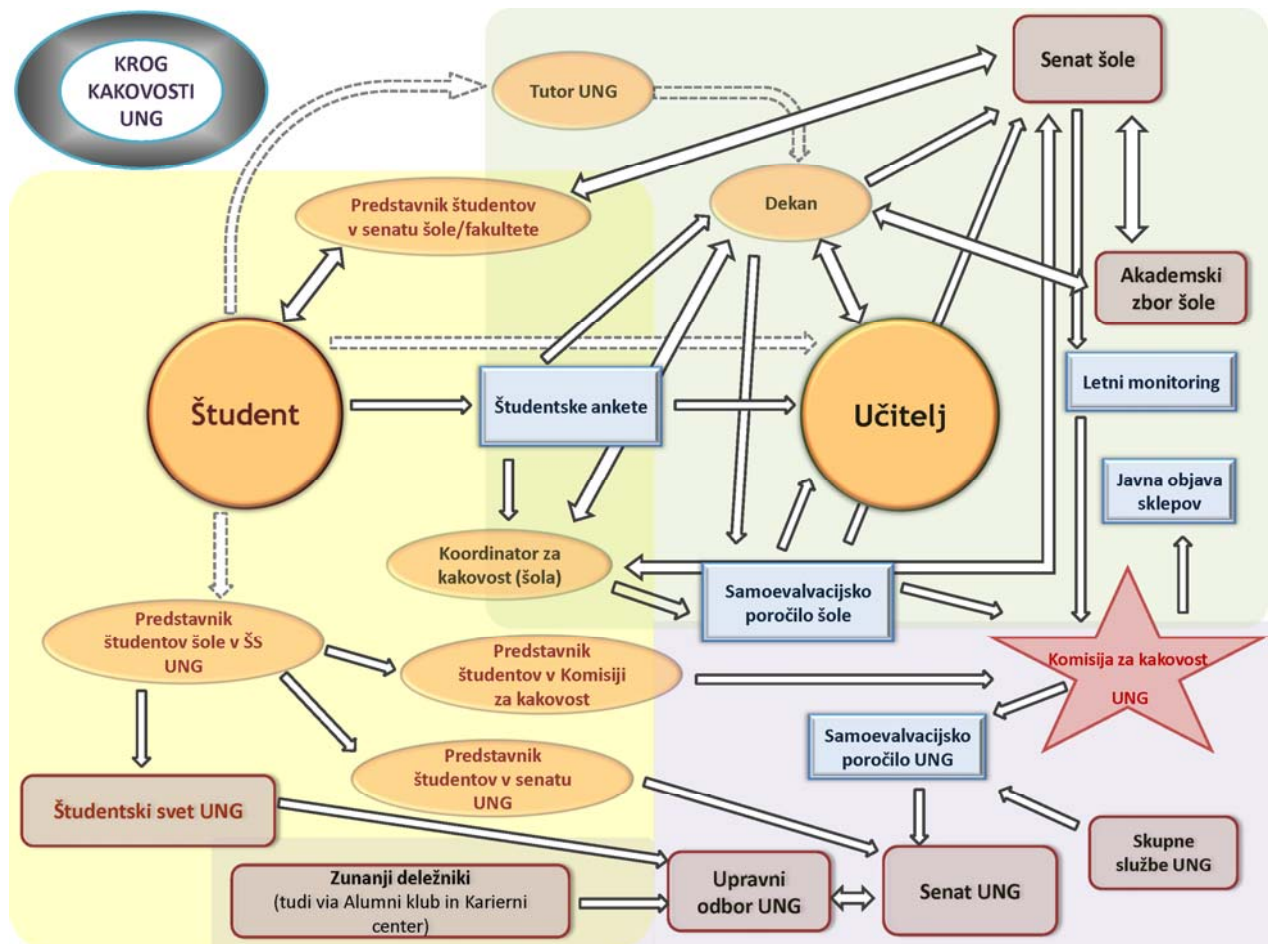 KROG
KAKOVOSTI
UNG
Tutor UNG
Senat šole
Predstavnik študentov
v senatu šole/fakultete
Dekan
Akademski
zbor šole
Študent
Študentske ankete
Učitelj
Letni monitoring
Javna objava
sklepov
Koordinator za
kakovost (šola)
Samoevalvacijsko
poročilo šole
Predstavnik
študentov šole v ŠS
UNG
Predstavnik
študentov v Komisiji
za kakovost
Komisija za kakovost
UNG
Samoevalvacijsko
poročilo UNG
Predstavnik
študentov v senatu
UNG
Študentski svet UNG
Skupne
službe UNG
Zunanji deležniki
(tudi via Alumni klub in Karierni
center)
Upravni
odbor UNG
Senat UNG